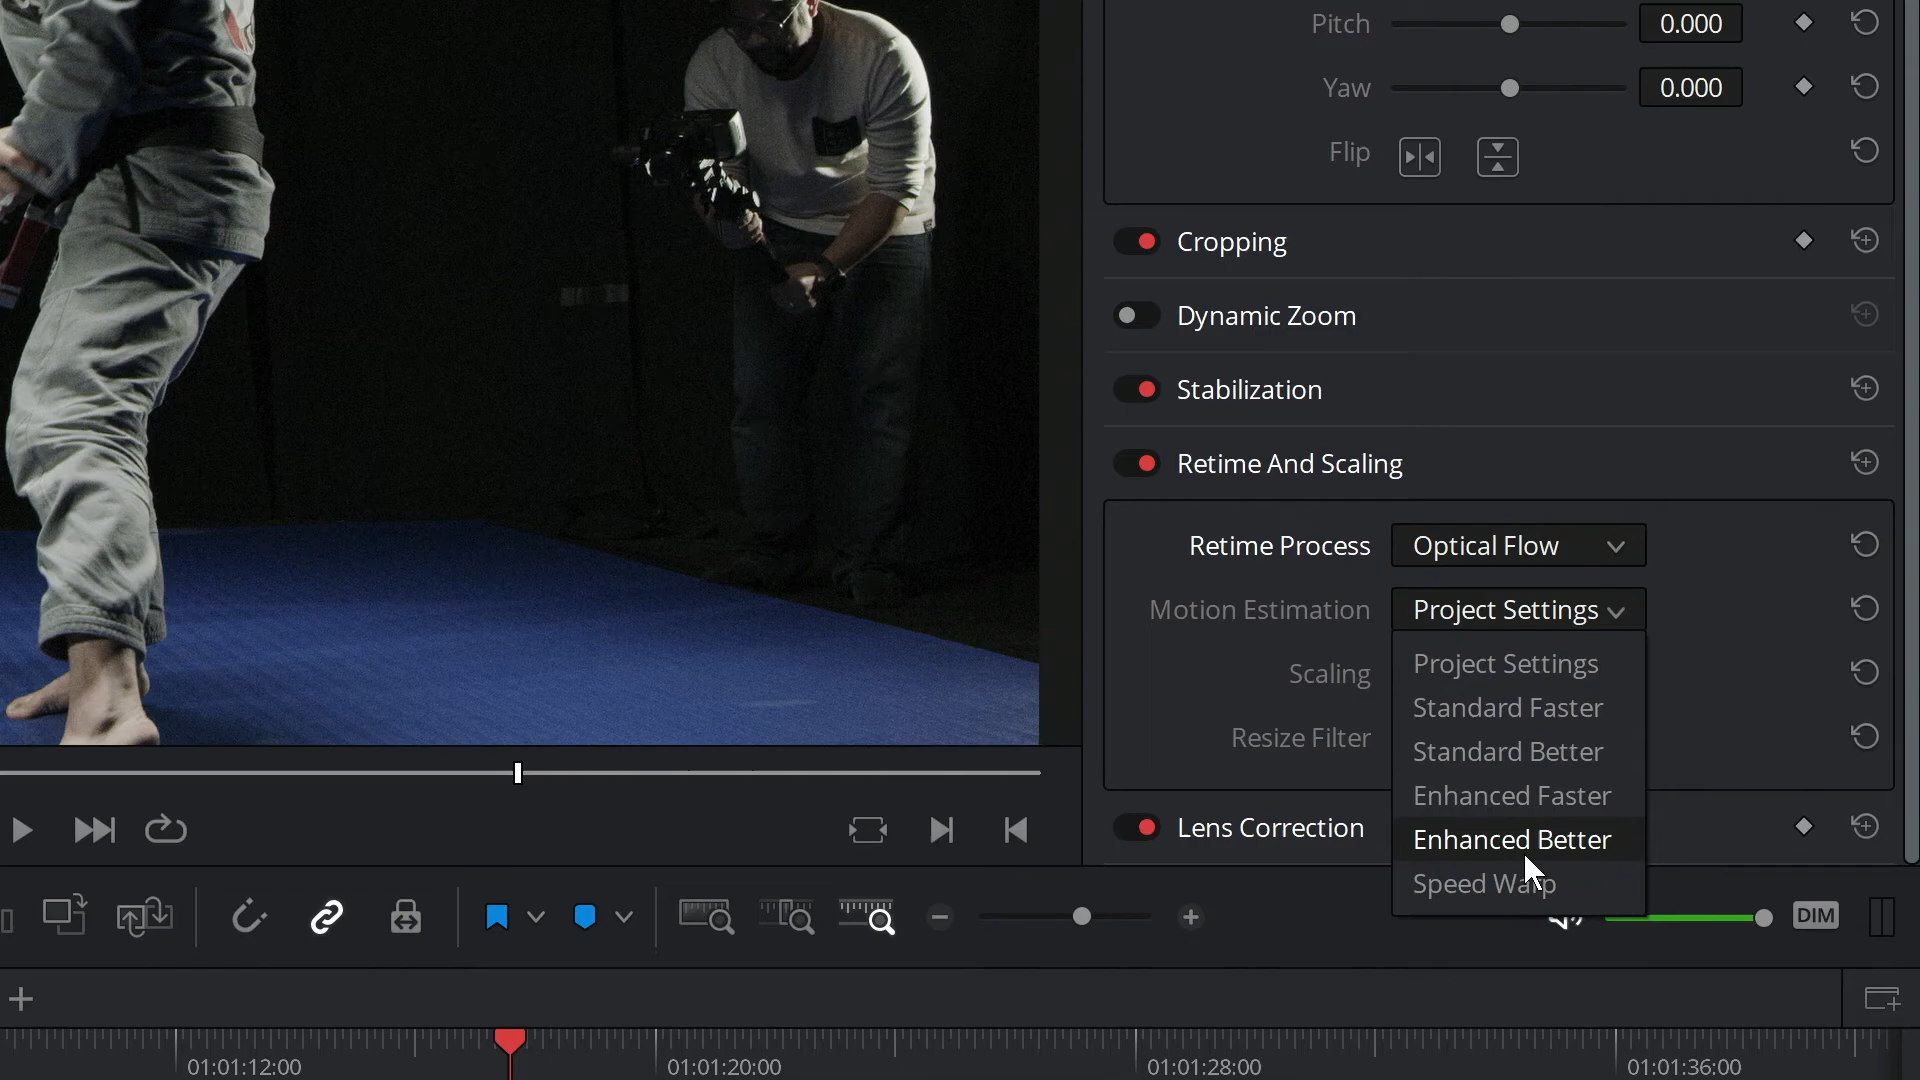 Pitch 0.000
Yaw 0.000
Flip
Cropping
Dynamic Zoom
Stabilization
Retime And Scaling
Retime Process Optical Flow
Motion Estimation Project Settings
Scaling
Resize Filter
Project Settings
Standard Faster
Standard Better
Enhanced Faster
Enhanced Better
Speed Warp
Lens Correction
DIM
01:01:12:00 01:01:20:00 01:01:28:00 01:01:36:00